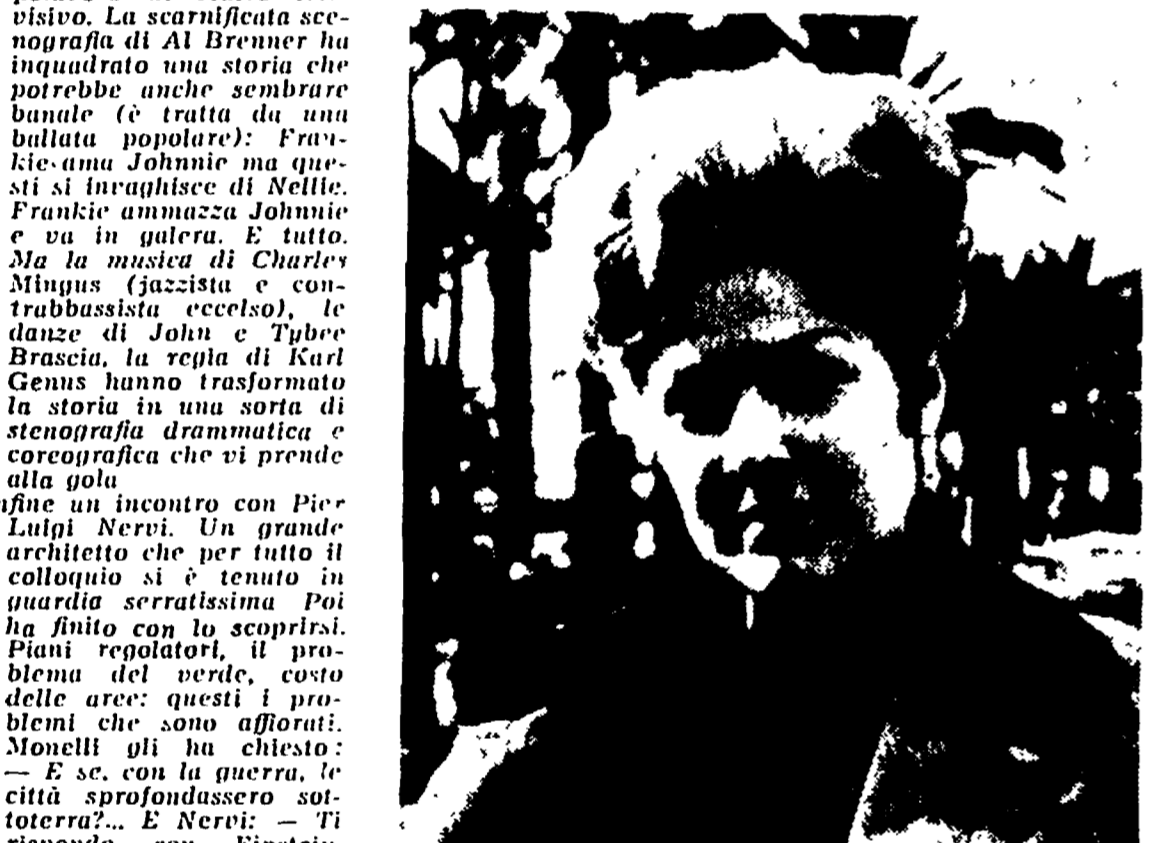 visivo. La scarnificata sce-
nografia di Al Brenner ha
inquadrato una storia che
potrebbe anche sembrare
banale (è tratta da una
ballata popolare): Fran-
kie ama Johnnie ma que-
sti si invaghisce di Nellie.
Frankie ammazza Johnnie
e va in galera. E tutto.
Ma la musica di Charles
Mingus (jazzista e con-
trabbassista eccelso), le
danze di John e Tybee
Brascia, la regia di Karl
Genus hanno trasformato
la storia in una sorta di
stenografia drammatica e
coreografica che vi prende
alla gola
nfine un incontro con Pier
Luigi Nervi. Un grande
architetto che per tutto il
colloquio si è tenuto in
guardia serratissima Poi
ha finito con lo scoprirsi.
Piani regolatori, il pro-
blema del verde, costo
delle aree: questi i pro-
blemi che sono affiorati.
Monelli gli ha chiesto:
— E se, con la guerra, le
città sprofondassero sot-
toterra?... E Nervi: — Ti